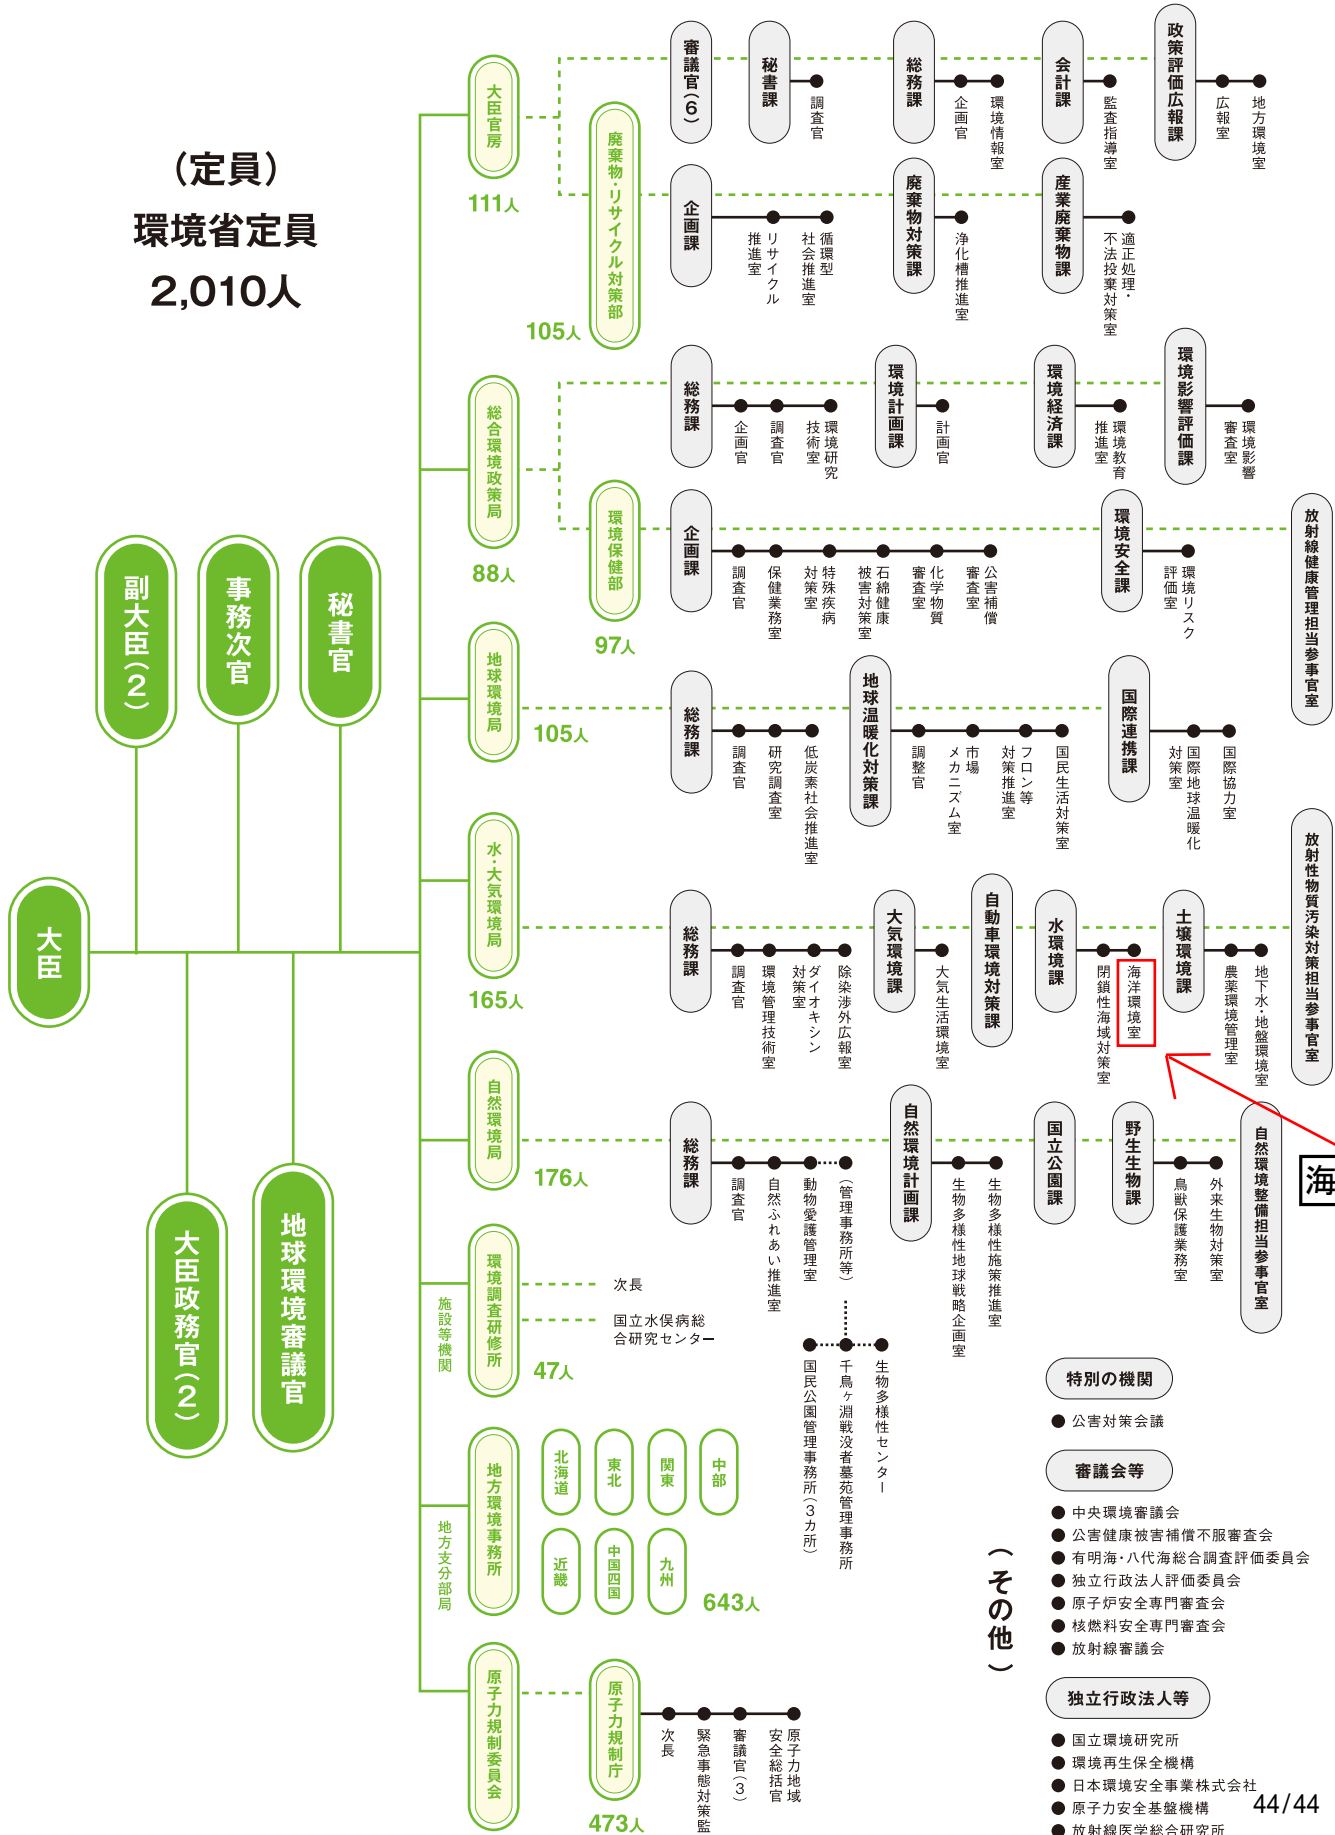 （定員）
環境省定員
2,010人
大臣
副大臣（2）
事務次官
秘書官
大臣政務官（2）
地球環境審議官
大臣官房
111人
審議官（6）
秘書課
調査官
総務課
企画官
環境情報室
会計課
監査指導室
政策評価広報課
広報室
地方環境室
廃棄物・リサイクル対策部
105人
企画課
リサイクル
推進室
循環型
社会推進室
廃棄物対策課
浄化槽推進室
産業廃棄物課
適正処理・
不法投棄対策室
総合環境政策局
88人
総務課
企画官
調査官
環境研究
技術室
環境計画課
計画官
環境経済課
環境教育
推進室
環境影響評価課
環境影響
審査室
環境保健部
97人
企画課
調査官
保健業務室
特殊疾病
対策室
石綿健康
被害対策室
化学物質
審査室
公害補償
審査室
環境安全課
環境リスク
評価室
放射線健康管理担当参事官室
地球環境局
105人
総務課
調査官
研究調査室
低炭素社会推進室
地球温暖化対策課
調整官
市場
メカニズム室
フロン等
対策推進室
国民生活対策室
国際連携課
国際地球温暖化
対策室
国際協力室
水・大気環境局
165人
総務課
調査官
環境管理技術室
ダイオキシン
対策室
除染渉外広報室
大気環境課
大気生活環境室
自動車環境対策課
水環境課
閉鎖性海域対策室
海洋環境室
土壌環境課
農薬環境管理室
地下水・地盤環境室
放射性物質汚染対策担当参事官室
海
自然環境局
176人
総務課
調査官
自然ふれあい推進室
動物愛護管理室
（管理事務所等）
国民公園管理事務所（3カ所）
千鳥ヶ淵戦没者墓苑管理事務所
生物多様性センター
自然環境計画課
生物多様性地球戦略企画室
生物多様性施策推進室
国立公園課
野生生物課
鳥獣保護業務室
外来生物対策室
自然環境整備担当参事官室
施設等機関
環境調査研修所
47人
次長
国立水俣病総
合研究センター
地方支分部局
地方環境事務所
北海道
東北
関東
中部
近畿
中国四国
九州
643人
原子力規制委員会
原子力規制庁
473人
次長
緊急事態対策監
審議官（3）
原子力地域
安全総括官
（その他）
特別の機関
●公害対策会議
審議会等
●中央環境審議会
●公害健康被害補償不服審査会
●有明海・八代海総合調査評価委員会
●独立行政法人評価委員会
●原子炉安全専門審査会
●核燃料安全専門審査会
●放射線審議会
独立行政法人等
●国立環境研究所
●環境再生保全機構
●日本環境安全事業株式会社
●原子力安全基盤機構
●放射線医学総合研究所
44/44